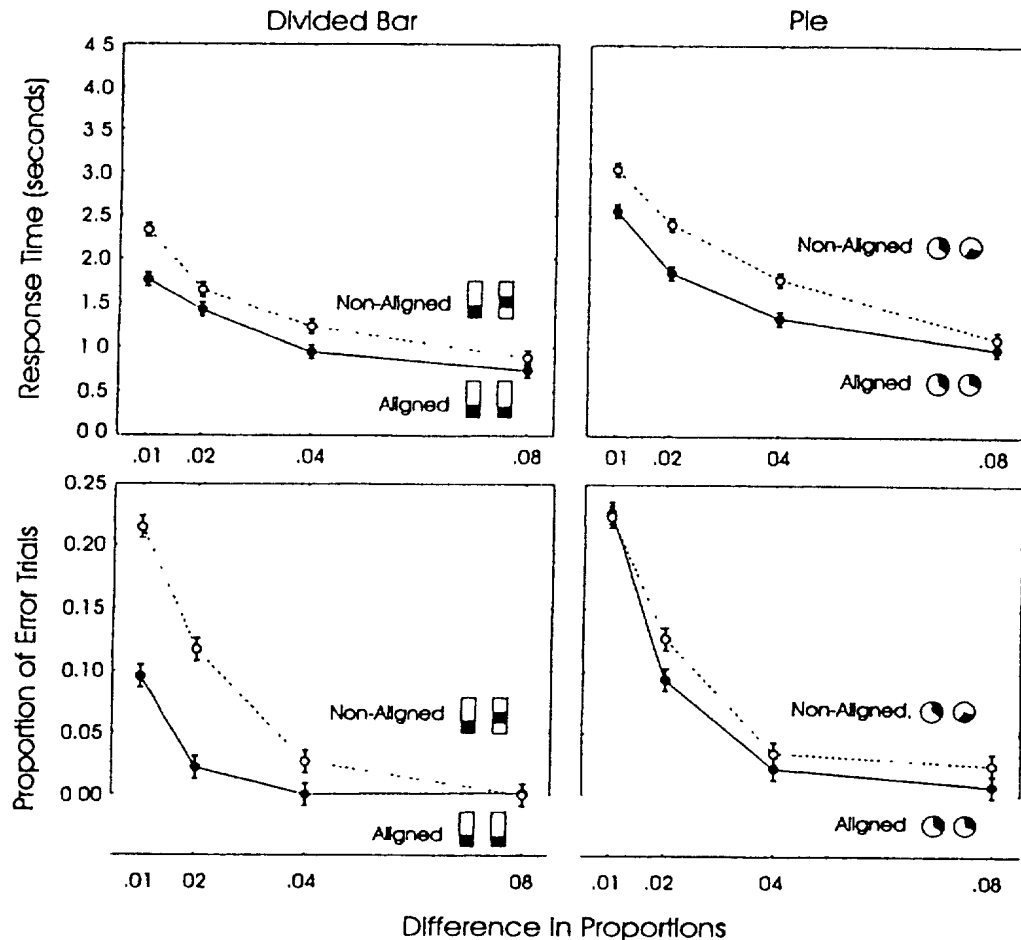 Divided Bar
Pie
Response Time (seconds)
4 5
4.0
3 5
3.0
2.5
2.0
1.5
1 0
0.5
0 0
Non-Aligned
Aligned
.01 .02 .04 .08
Non-Aligned
Aligned
01 .02 04 .08
Proportion of Error Trials
0.25
0.20
0.15
0.10
0.05
0 00
Non-Aligned
Aligned
.01 02 .04 08
Non-Aligned.
Aligned
.01 .02 04 .08
Difference in Proportions